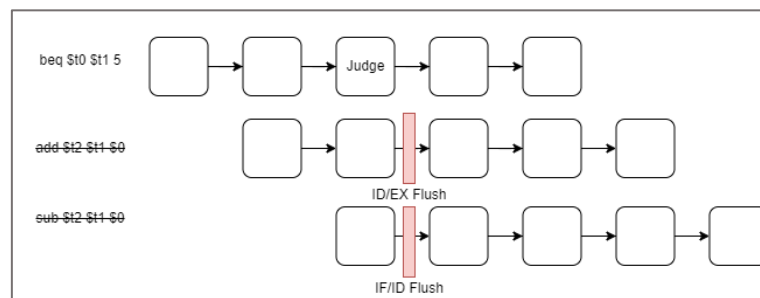 beq $t0 $t1 5
Judge
add $t2 $t1 $0
ID/EX Flush
sub $t2 $t1 $0
IF/ID Flush